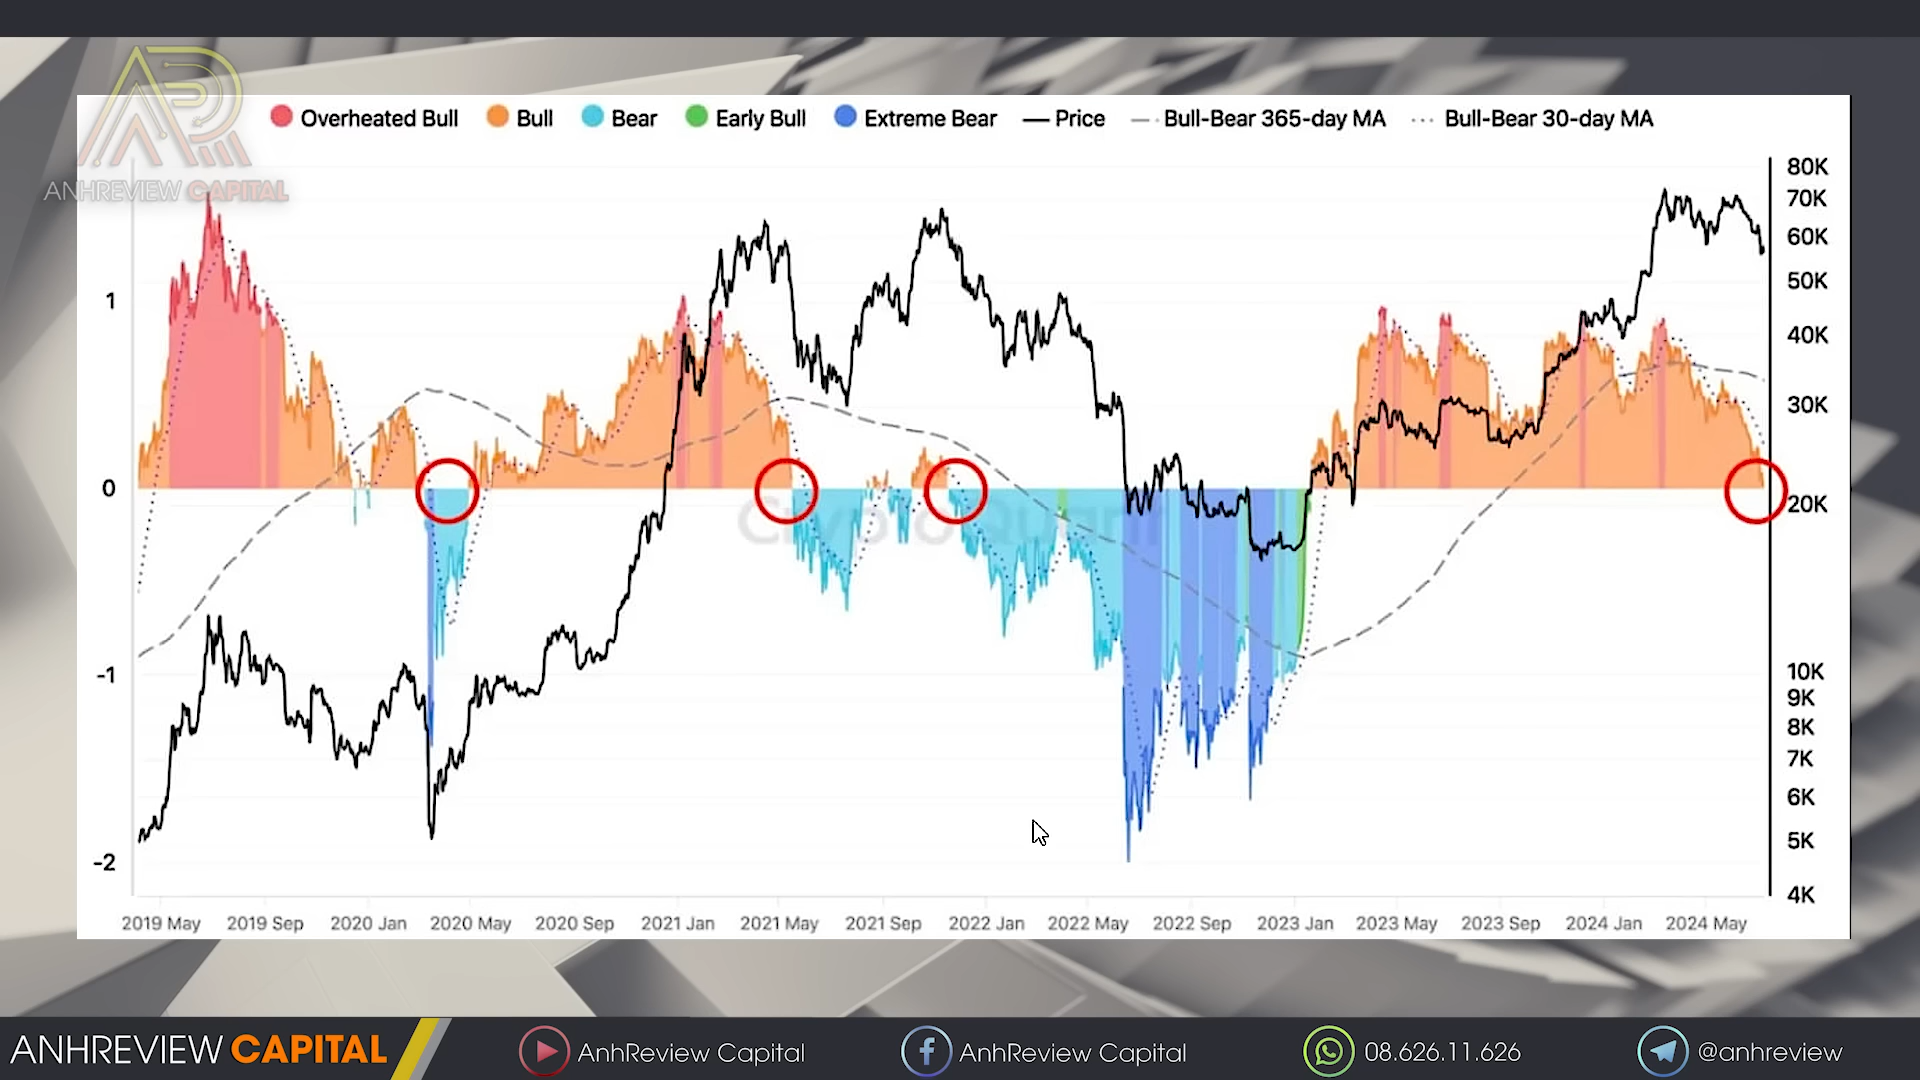 ANHREVIEW CAPITAL
Overheated Bull Bull Bear Early Bull Extreme Bear Price Bull-Bear 365-day MA Bull-Bear 30-day MA
80K
70K
60K
1
50K
40K
30K
0
20K
CryptoQuant
-1
10K
9K
8K
7K
6K
5K
-2
4K
2019 May 2019 Sep 2020 Jan 2020 May 2020 Sep 2021 Jan 2021 May 2021 Sep 2022 Jan 2022 May 2022 Sep 2023 Jan 2023 May 2023 Sep 2024 Jan 2024 May
ANHREVIEW CAPITAL AnhReview Capital AnhReview Capital 08.626.11.626 @anhreview